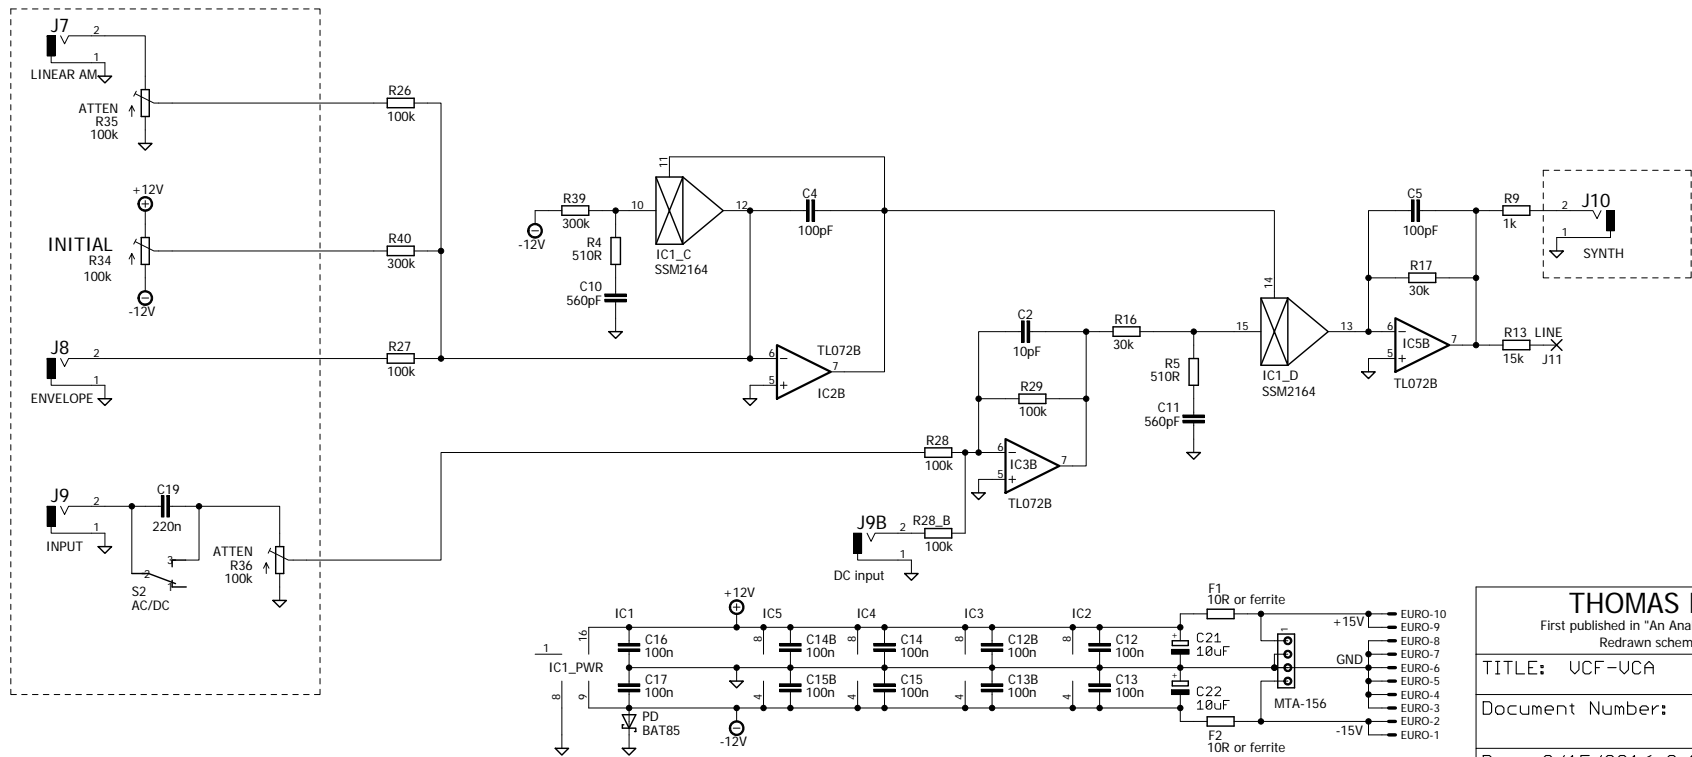 J7
2
1
LINEAR AM
ATTEN
R35
100k
R26
100k
+12V
INITIAL
R34
100k
-12V
R40
300k
J8
2
1
ENVELOPE
R27
100k
J9
2
1
INPUT
C19
220n
3
2
1
S2
AC/DC
ATTEN
R36
100k
-12V
R39
300k
R4
510R
C10
560pF
10
11
12
IC1_C
SSM2164
C4
100pF
6
5
7
TL072B
IC2B
R28
100k
J9B
2
1
DC input
R28_B
100k
C2
10pF
R29
100k
6
5
7
IC3B
TL072B
R16
30k
R5
510R
C11
560pF
14
15
13
IC1_D
SSM2164
C5
100pF
R17
30k
6
5
7
IC5B
TL072B
R9
1k
2
1
J10
SYNTH
R13
15k
LINE
J11
IC1
+12V
IC5
IC4
IC3
IC2
16
1
IC1_PWR
8
9
C16
100n
C17
100n
PD
BAT85
-12V
8
4
C14B
100n
C15B
100n
8
4
C14
100n
C15
100n
8
4
C12B
100n
C13B
100n
8
4
C12
100n
C13
100n
C21
10uF
C22
10uF
F1
10R or ferrite
F2
10R or ferrite
1
MTA-156
+15V
GND
-15V
EURO-10
EURO-9
EURO-8
EURO-7
EURO-6
EURO-5
EURO-4
EURO-3
EURO-2
EURO-1
THOMAS
First published in "An Ana
Redrawn schem
TITLE: VCF-VCA
Document Number: